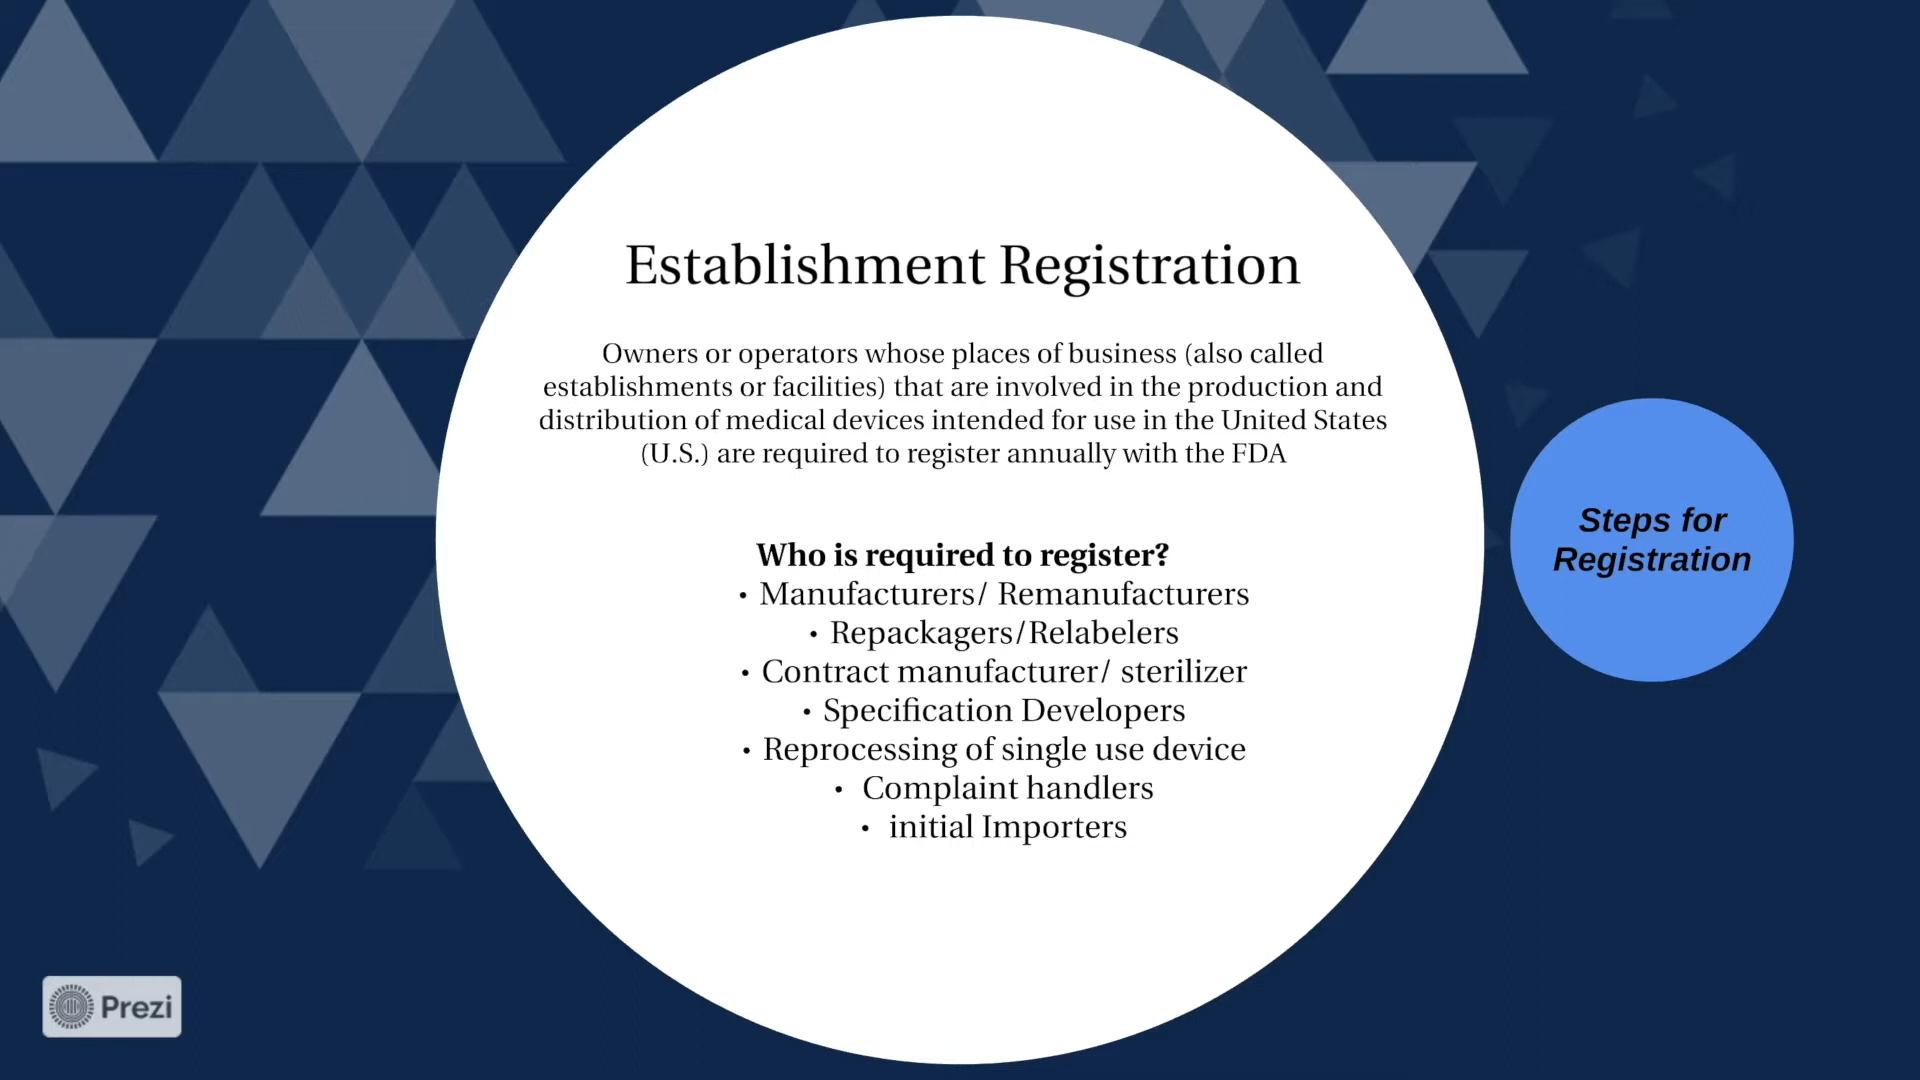 Establishment Registration
Owners or operators whose places of business (also called
establishments or facilities) that are involved in the production and
distribution of medical devices intended for use in the United States
(U.S.) are required to register annually with the FDA
Who is required to register?
• Manufacturers/ Remanufacturers
• Repackagers/Relabelers
• Contract manufacturer/ sterilizer
• Specification Developers
• Reprocessing of single use device
• Complaint handlers
• initial Importers
Steps for
Registration
Prezi